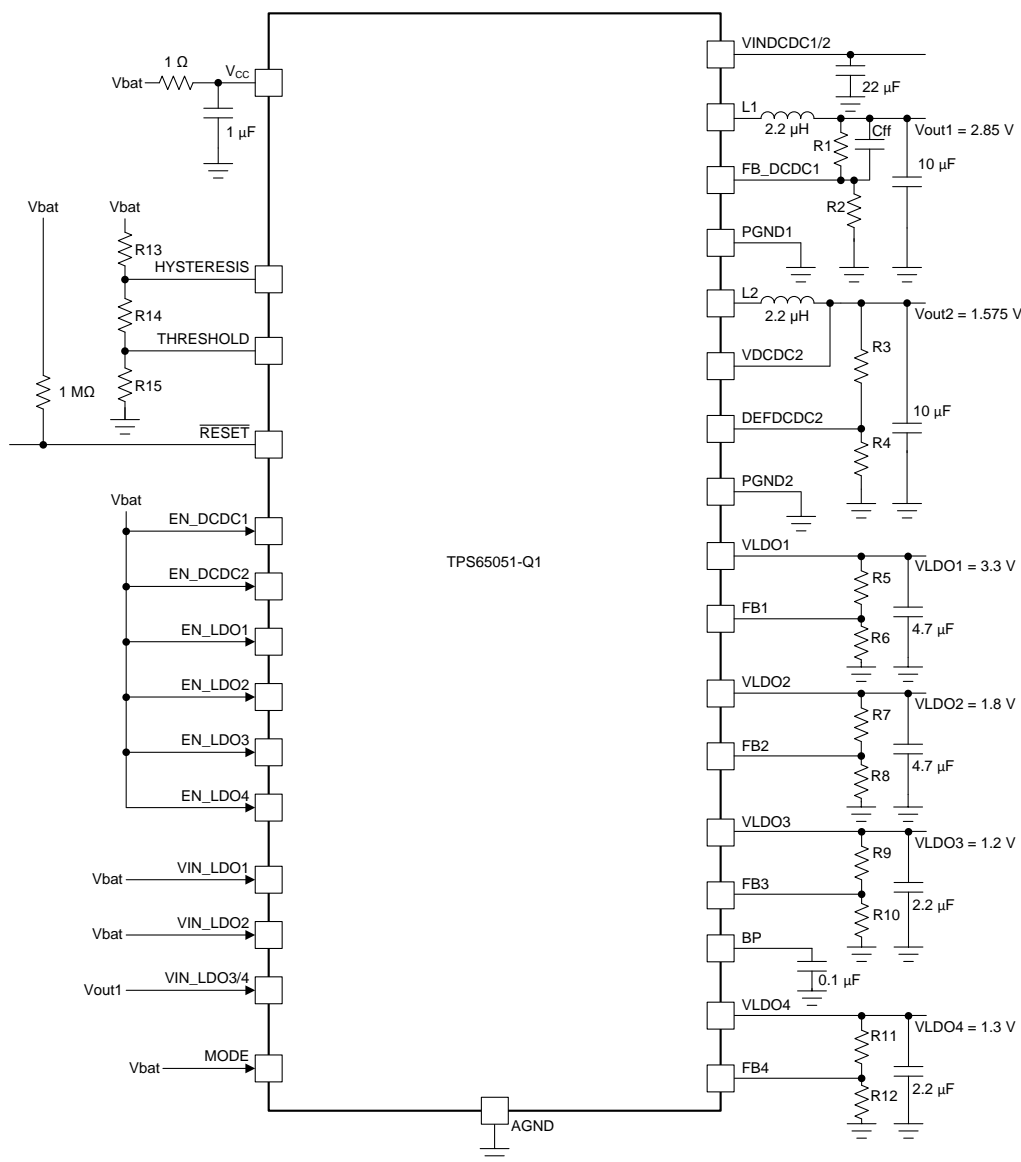 1 Ω
Vbat
VCC
1 µF
Vbat
Vbat
R13
HYSTERESIS
R14
THRESHOLD
R15
1 MΩ
RESET
Vbat
EN_DCDC1
EN_DCDC2
EN_LDO1
EN_LDO2
EN_LDO3
EN_LDO4
Vbat
VIN_LDO1
Vbat
VIN_LDO2
Vout1
VIN_LDO3/4
Vbat
MODE
TPS65051-Q1
AGND
VINDCDC1/2
22 µF
L1
2.2 µH
Cff
Vout1 = 2.85 V
R1
10 µF
FB_DCDC1
R2
PGND1
L2
2.2 µH
Vout2 = 1.575 V
R3
VDCDC2
10 µF
DEFDCDC2
R4
PGND2
VLDO1
VLDO1 = 3.3 V
R5
FB1
4.7 µF
R6
VLDO2
VLDO2 = 1.8 V
R7
FB2
4.7 µF
R8
VLDO3
VLDO3 = 1.2 V
R9
FB3
2.2 µF
R10
BP
0.1 µF
VLDO4
VLDO4 = 1.3 V
R11
FB4
2.2 µF
R12